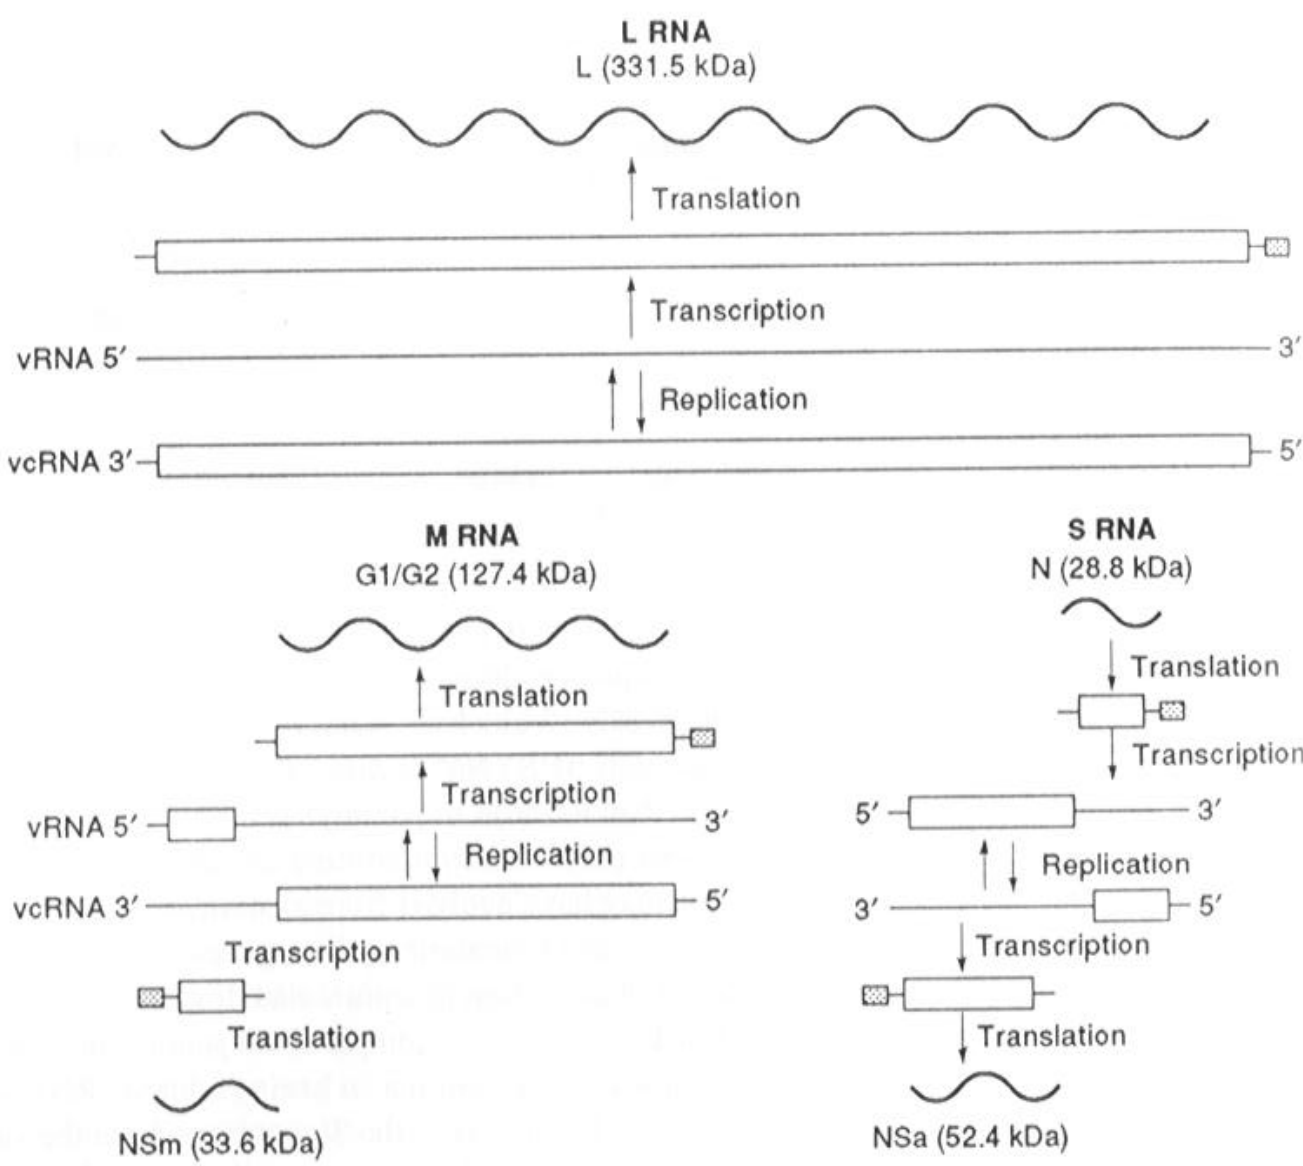 L RNA
L (331.5 kDa)
Translation
Transcription
vRNA 5′ 3′
Replication
vcRNA 3′ 5′
M RNA
G1/G2 (127.4 kDa)
Translation
Transcription
vRNA 5′ 3′
Replication
vcRNA 3′ 5′
Transcription
Translation
NSm (33.6 kDa)
S RNA
N (28.8 kDa)
Translation
Transcription
5′ 3′
Replication
3′ 5′
Transcription
Translation
NSa (52.4 kDa)